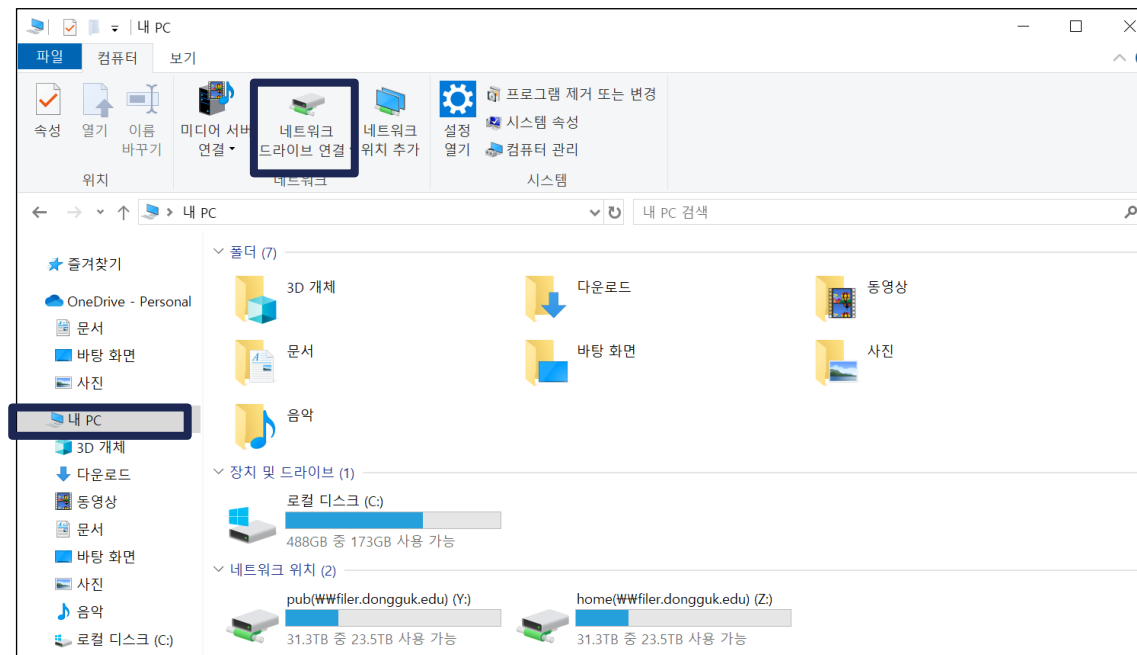 내 PC
파일 컴퓨터 보기
속성 열기 이름 바꾸기
미디어 서버 연결
네트워크 드라이브 연결
네트워크 위치 추가
설정 열기
프로그램 제거 또는 변경
시스템 속성
컴퓨터 관리
위치 네트워크 시스템
내 PC
내 PC 검색
즐겨찾기
OneDrive - Personal
문서
바탕 화면
사진
내 PC
3D 개체
다운로드
동영상
문서
바탕 화면
사진
음악
로컬 디스크 (C:)
폴더 (7)
3D 개체 다운로드 동영상
문서 바탕 화면 사진
음악
장치 및 드라이브 (1)
로컬 디스크 (C:)
488GB 중 173GB 사용 가능
네트워크 위치 (2)
pub(₩₩filer.dongguk.edu) (Y:)
31.3TB 중 23.5TB 사용 가능
home(₩₩filer.dongguk.edu) (Z:)
31.3TB 중 23.5TB 사용 가능